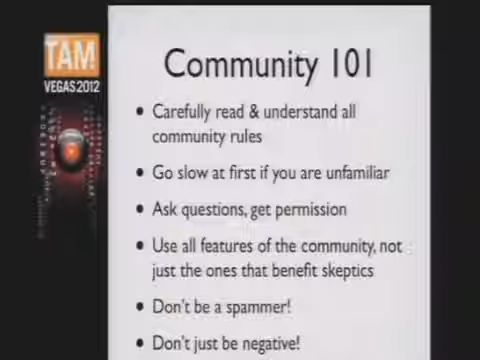 TAM!
VEGAS 2012
Community 101
• Carefully read & understand all
community rules
• Go slow at first if you are unfamiliar
• Ask questions, get permission
• Use all features of the community, not
just the ones that benefit skeptics
• Don't be a spammer!
• Don't just be negative!